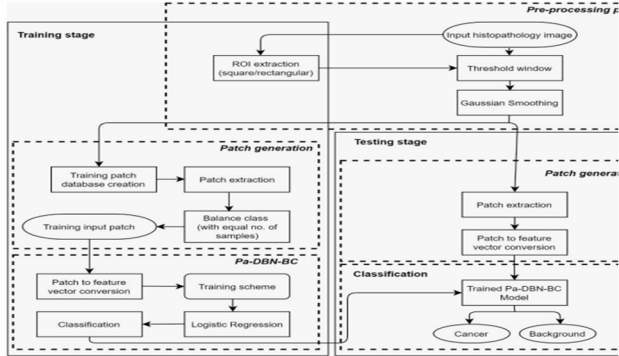 Pre-processing
Training stage
Input histopathology image
ROI extraction
(square/rectangular)
Threshold window
Gaussian Smoothing
Patch generation
Training patch
database creation
Patch extraction
Training input patch
Balance class
(with equal no. of
samples)
Pa-DBN-BC
Patch to feature
vector conversion
Training scheme
Classification
Logistic Regression
Testing stage
Patch
Patch extraction
Patch to feature
vector conversion
Classification
Trained Pa-DBN-BC
Model
Cancer
Background